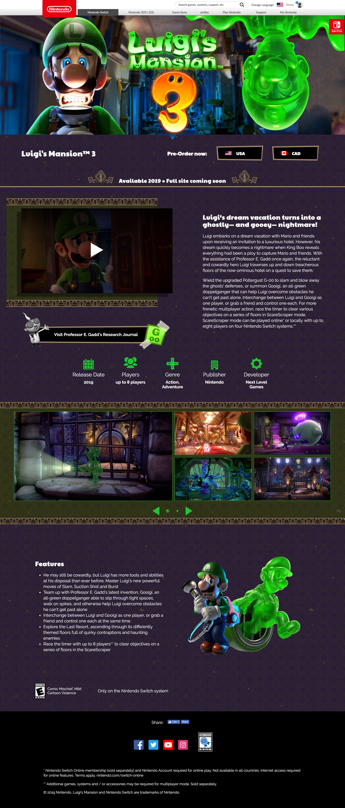 Nintendo
Search games, systems, support, etc.
Change Language:
Nintendo Switch
Nintendo 3DS | 2DS
Game Store
amiibo
Play Nintendo
Support
My Nintendo
Luigi's
Mansion™
3
Luigi's Mansion™ 3
Pre-Order now:
USA
CAD
Available 2019 • Full site coming soon
Luigi's dream vacation turns into a
ghostly— and gooey— nightmare!
Luigi embarks on a dream vacation with Mario and friends
upon receiving an invitation to a luxurious hotel. However, his
dream quickly becomes a nightmare when King Boo reveals
everything had been a ploy to capture Mario and friends. With
the assistance of Professor E. Gadd once again, the reluctant
and cowardly hero Luigi traverses up and down treacherous
floors of the now-ominous hotel on a quest to save them.
Whilst the upgraded Poltergust G-00 to slam and blow away
the ghosts' defenses, or summon Gooigi, an all-green
doppelganger that can help Luigi overcome obstacles he
can't get past alone. Interchange between Luigi and Gooigi as
one player, or grab a friend and control one each. For more
frenetic multiplayer action, race the timer to clear various
objectives on a series of floors in ScareScraper mode.
ScareScraper mode can be played online* or locally with up to
eight players on four Nintendo Switch systems.**
Visit Professor E. Gadd's Research Journal
Goo
Release Date
2019
Players
up to 8 players
Genre
Action,
Adventure
Publisher
Nintendo
Developer
Next Level
Games
Features
• He may still be cowardly, but Luigi has more tools and abilities
at his disposal than ever before. Master Luigi's new powerful
moves of Slam, Suction Shot and Burst
• Team up with Professor E. Gadd's latest invention, Gooigi, an
all-green doppelganger able to slip through tight spaces,
walk on spikes, and otherwise help Luigi overcome obstacles
he can't get past alone
• Interchange between Luigi and Gooigi as one player, or grab a
friend and control one each at the same time
• Explore the Last Resort, ascending through its differently
themed floors full of quirky contraptions and haunting
enemies
• Race the timer with up to 8 players** to clear objectives on a
series of floors in the ScareScraper
Comic Mischief, Mild
Cartoon Violence
Only on the Nintendo Switch system
Share:
* Nintendo Switch Online membership (sold separately) and Nintendo Account required for online play. Not available in all countries. Internet access required
for online features. Terms apply. nintendo.com/switch-online
** Additional games, systems and / or accessories may be required for multiplayer mode. Sold separately.
© 2019 Nintendo. Luigi's Mansion and Nintendo Switch are trademarks of Nintendo.